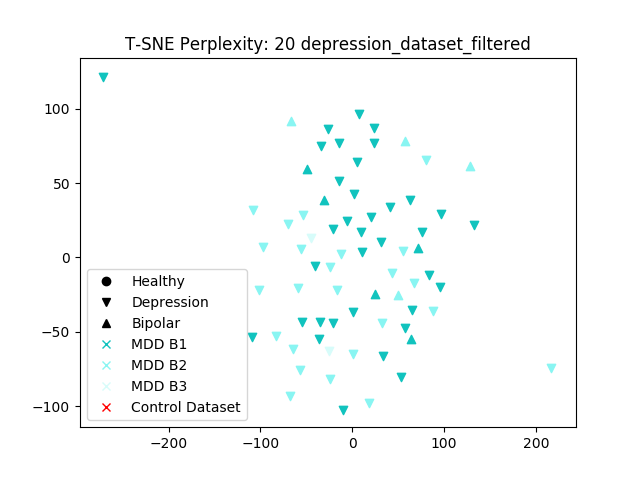 T-SNE Perplexity: 20 depression_dataset_filtered
100
50
0
−50
−100
Healthy
Depression
Bipolar
MDD B1
MDD B2
MDD B3
Control Dataset
−200
−100
0
100
200